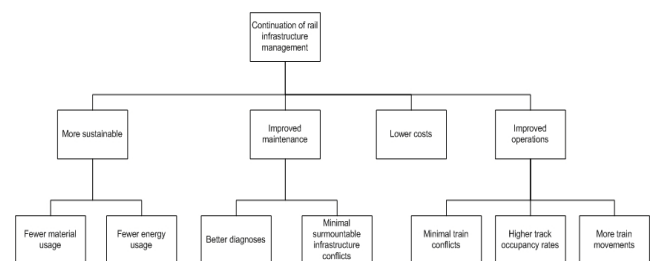 Continuation of rail
infrastructure
management
More sustainable
Improved
maintenance
Lower costs
Improved
operations
Fewer material
usage
Fewer energy
usage
Better diagnoses
Minimal
surmountable
infrastructure
conflicts
Minimal train
conflicts
Higher track
occupancy rates
More train
movements